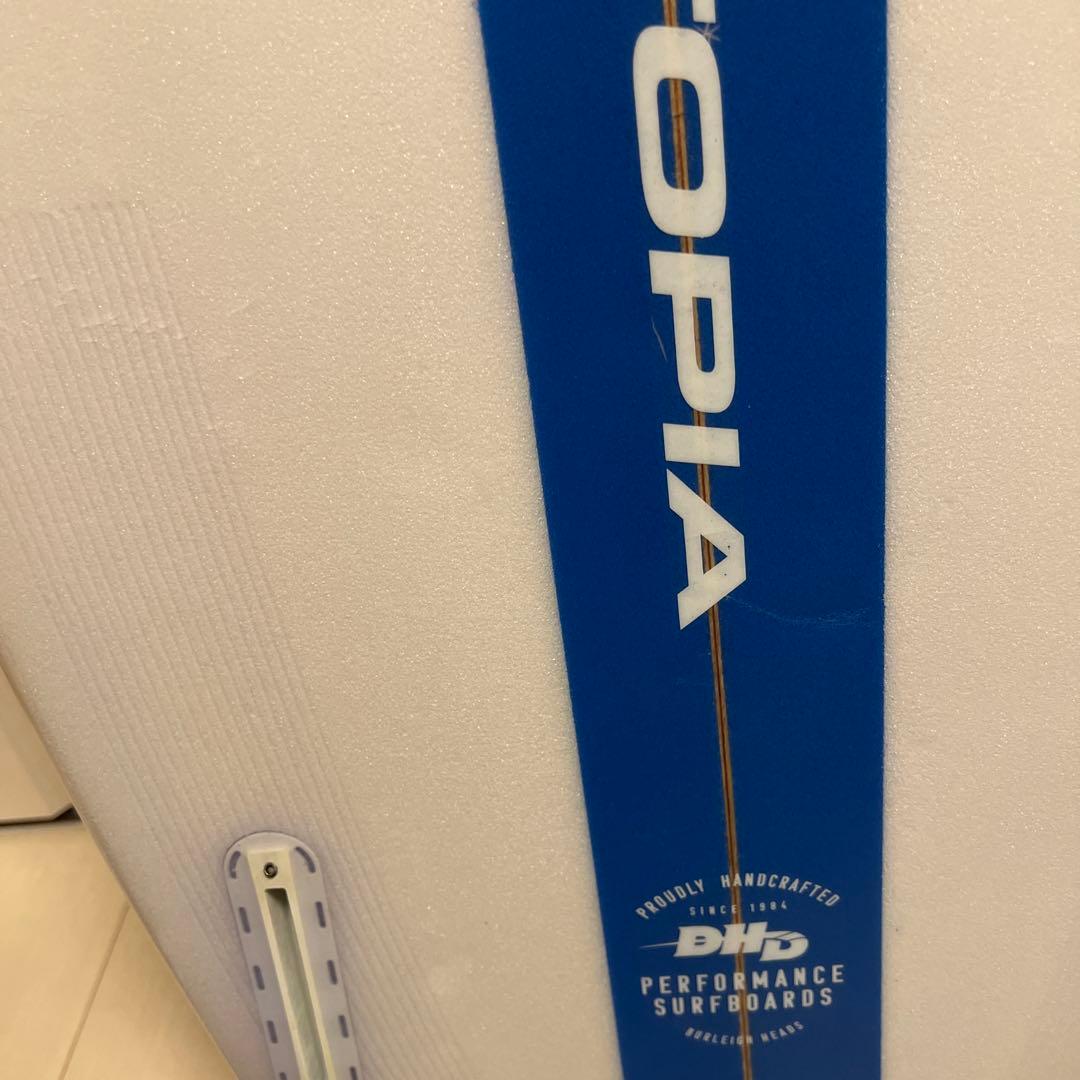 OPIA
PROUDLY HANDCRAFTED
SINCE 1984
DHD
PERFORMANCE
SURFBOARDS
BURLEIGH HEADS